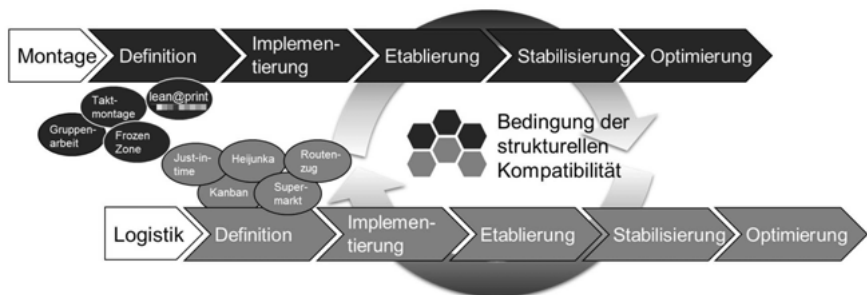 Montage
Definition
Implemen-
tierung
Etablierung
Stabilisierung
Optimierung
Takt-
montage
lean@print
Gruppen-
arbeit
Frozen
Zone
Just-in-
time
Heijunka
Routen-
zug
Kanban
Super-
markt
Bedingung der
strukturellen
Kompatibilität
Logistik
Definition
Implemen-
tierung
Etablierung
Stabilisierung
Optimierung